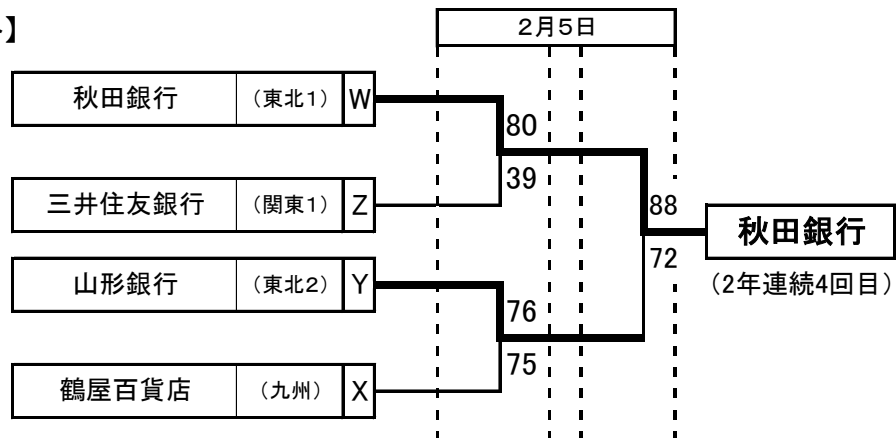 】
2月5日
秋田銀行 (東北1) W
80
39
三井住友銀行 (関東1) Z
88
秋田銀行
72
山形銀行 (東北2) Y
(2年連続4回目)
76
75
鶴屋百貨店 (九州) X